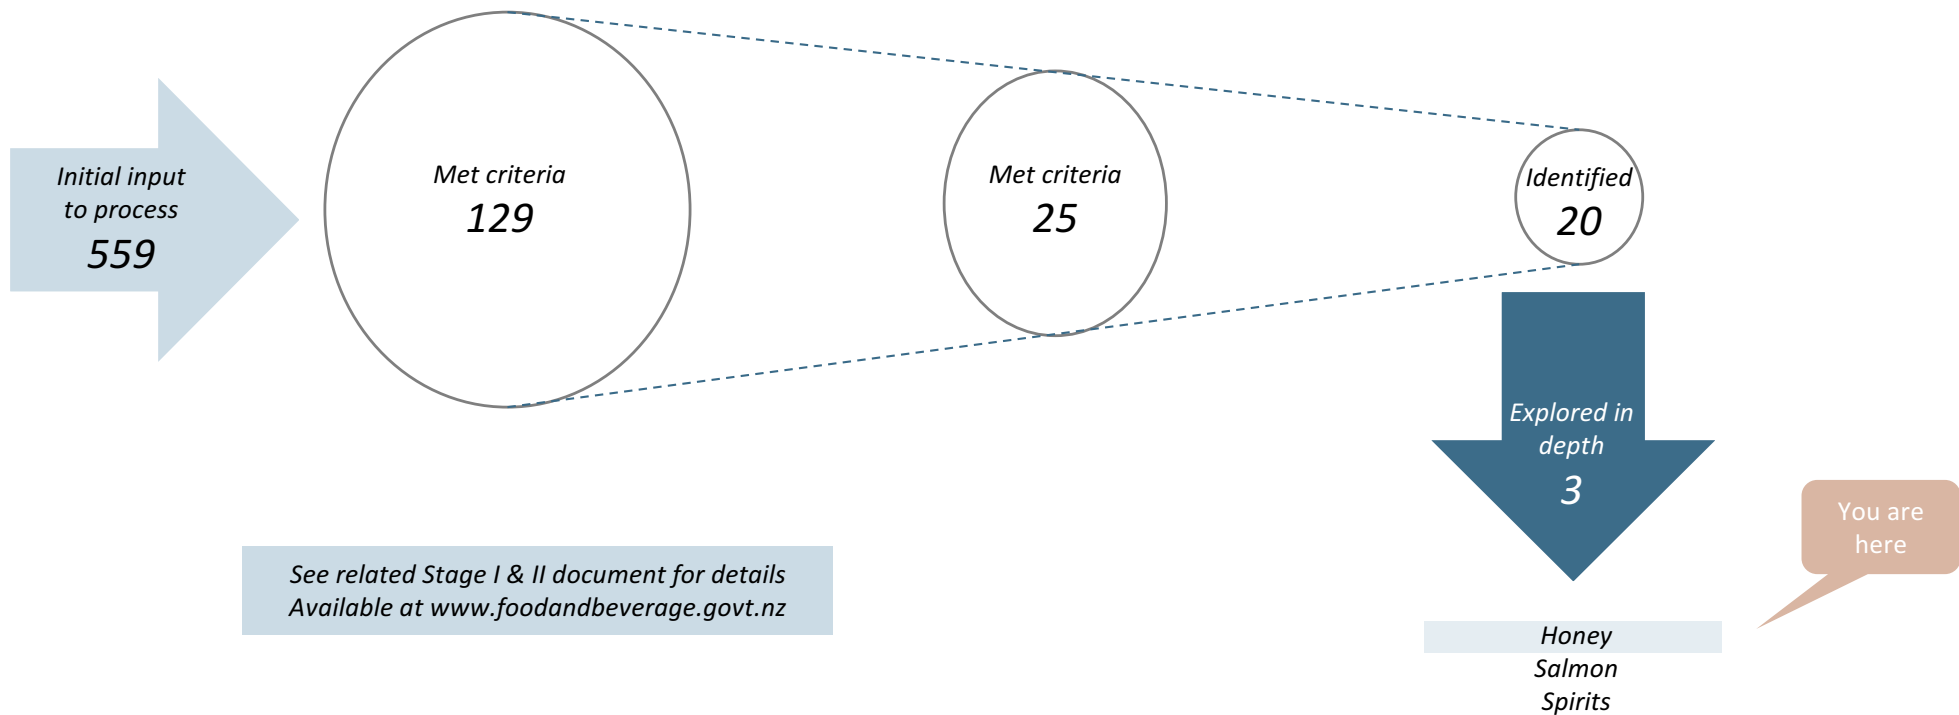 Initial input
to process
559
Met criteria
129
Met criteria
25
Identified
20
Explored in
depth
3
You are
here
See related Stage I & II document for details
Available at www.foodandbeverage.govt.nz
Honey
Salmon
Spirits